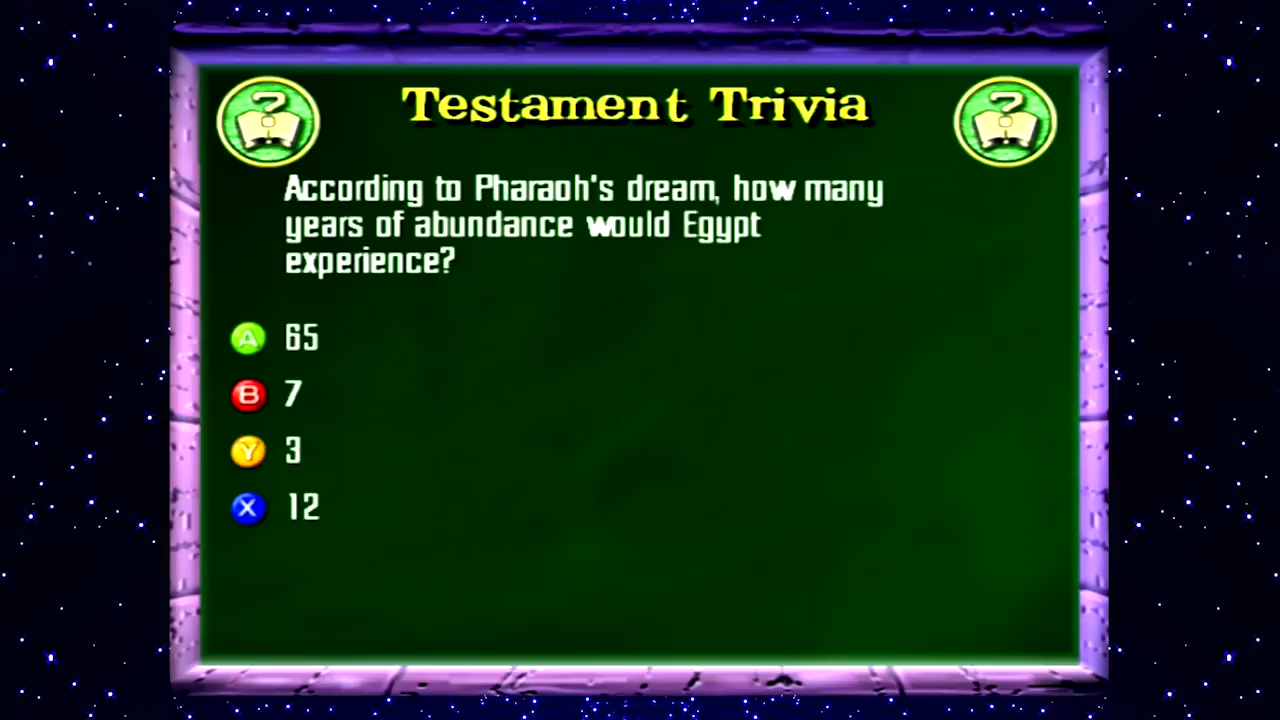 Testament Trivia
According to Pharaoh's dream, how many
years of abundance would Egypt
experience?
A 65
B 7
Y 3
X 12